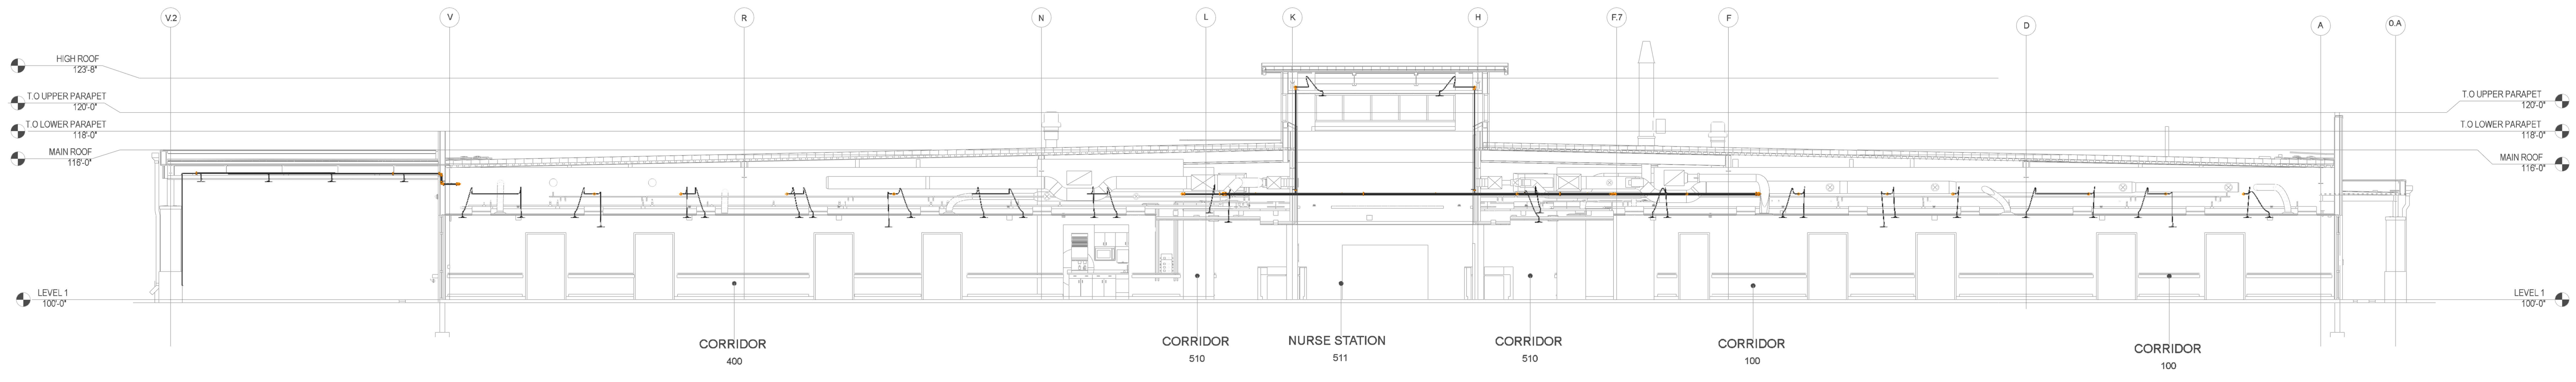 V.2
V
R
N
L
K
H
F.7
F
D
A
0.A
HIGH ROOF
123'-8"
T.O UPPER PARAPET
120'-0"
T.O LOWER PARAPET
118'-0"
MAIN ROOF
116'-0"
LEVEL 1
100'-0"
T.O UPPER PARAPET
120'-0"
T.O LOWER PARAPET
118'-0"
MAIN ROOF
116'-0"
LEVEL 1
100'-0"
CORRIDOR
400
CORRIDOR
510
NURSE STATION
511
CORRIDOR
510
CORRIDOR
100
CORRIDOR
100